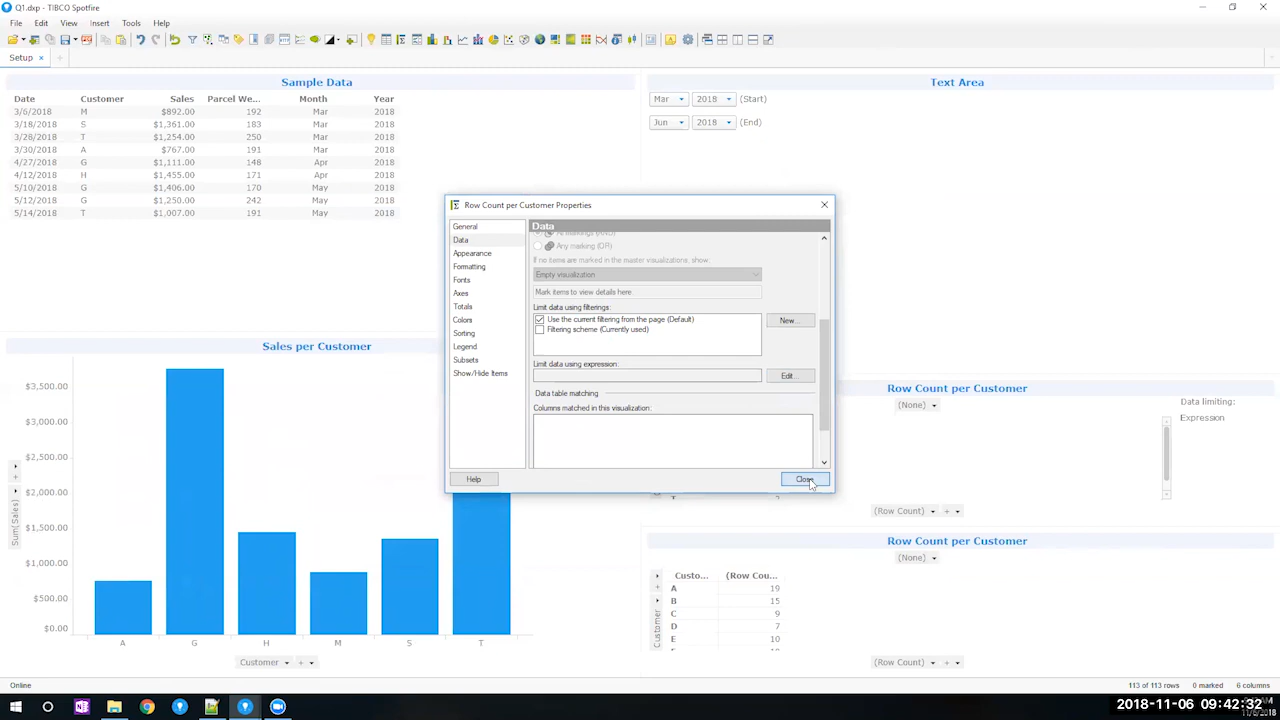 Q1.dxp - TIBCO Spotfire
File Edit View Insert Tools Help
Setup
Sample Data
Date Customer Sales Parcel We... Month Year
3/6/2018 M $892.00 192 Mar 2018
3/18/2018 S $1,361.00 183 Mar 2018
3/28/2018 T $1,254.00 250 Mar 2018
3/30/2018 A $767.00 191 Mar 2018
4/27/2018 G $1,111.00 148 Apr 2018
4/12/2018 H $1,455.00 171 Apr 2018
5/10/2018 G $1,406.00 170 May 2018
5/12/2018 G $1,250.00 242 May 2018
5/14/2018 T $1,007.00 191 May 2018
Text Area
Mar 2018 (Start)
Jun 2018 (End)
Row Count per Customer Properties
General
Data
Appearance
Formatting
Fonts
Axes
Totals
Colors
Sorting
Legend
Subsets
Show/Hide Items
Data
Any marking (OR)
If no items are marked in the master visualizations, show:
Empty visualization
Mark items to view details here.
Limit data using filterings:
Use the current filtering from the page (Default)
Filtering scheme (Currently used)
New...
Limit data using expression:
Edit...
Data table matching
Columns matched in this visualization:
Help
Close
Sales per Customer
Sum(Sales)
$3,500.00
$3,000.00
$2,500.00
$2,000.00
$1,500.00
$1,000.00
$500.00
$0.00
A G H M S T
Customer +
Row Count per Customer
(None)
Data limiting:
Expression
(Row Count) +
Row Count per Customer
(None)
Customer
Custo... (Row Cou...
A 19
B 15
C 9
D 7
E 10
(Row Count) +
Online
113 of 113 rows 0 marked 6 columns
2018-11-06 09:42:32
11/6/2018